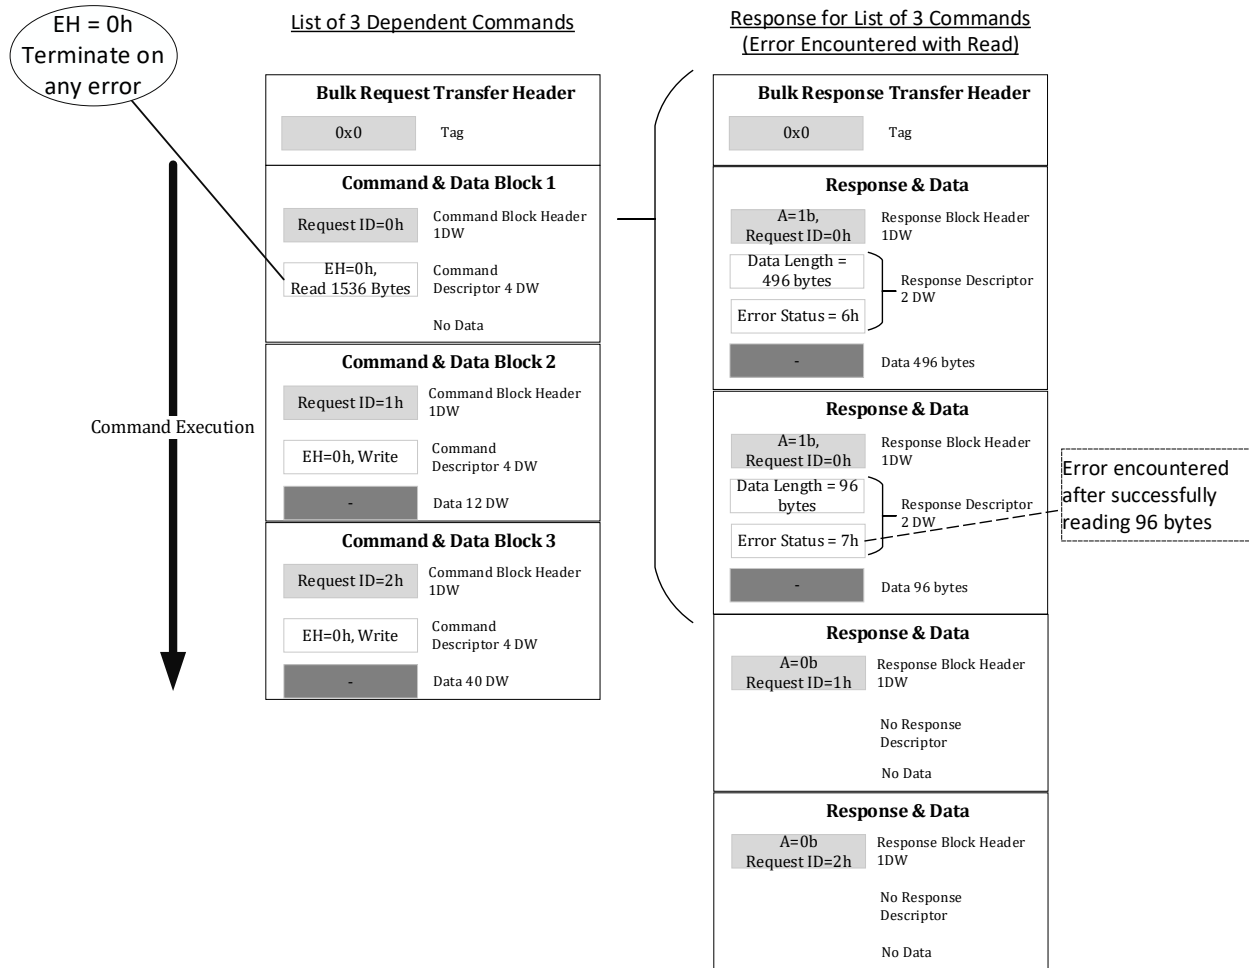 EH = 0h
Terminate on
any error
List of 3 Dependent Commands
Bulk Request Transfer Header
0x0
Tag
Command & Data Block 1
Request ID=0h
Command Block Header
1DW
EH=0h,
Read 1536 Bytes
Command
Descriptor 4 DW
No Data
Command & Data Block 2
Request ID=1h
Command Block Header
1DW
EH=0h, Write
Command
Descriptor 4 DW
-
Data 12 DW
Command & Data Block 3
Request ID=2h
Command Block Header
1DW
EH=0h, Write
Command
Descriptor 4 DW
-
Data 40 DW
Command Execution
Response for List of 3 Commands
(Error Encountered with Read)
Bulk Response Transfer Header
0x0
Tag
Response & Data
A=1b,
Request ID=0h
Response Block Header
1DW
Data Length =
496 bytes
Response Descriptor
2 DW
Error Status = 6h
-
Data 496 bytes
Response & Data
A=1b,
Request ID=0h
Response Block Header
1DW
Data Length = 96
bytes
Response Descriptor
2 DW
Error Status = 7h
-
Data 96 bytes
Error encountered
after successfully
reading 96 bytes
Response & Data
A=0b
Request ID=1h
Response Block Header
1DW
No Response
Descriptor
No Data
Response & Data
A=0b
Request ID=2h
Response Block Header
1DW
No Response
Descriptor
No Data